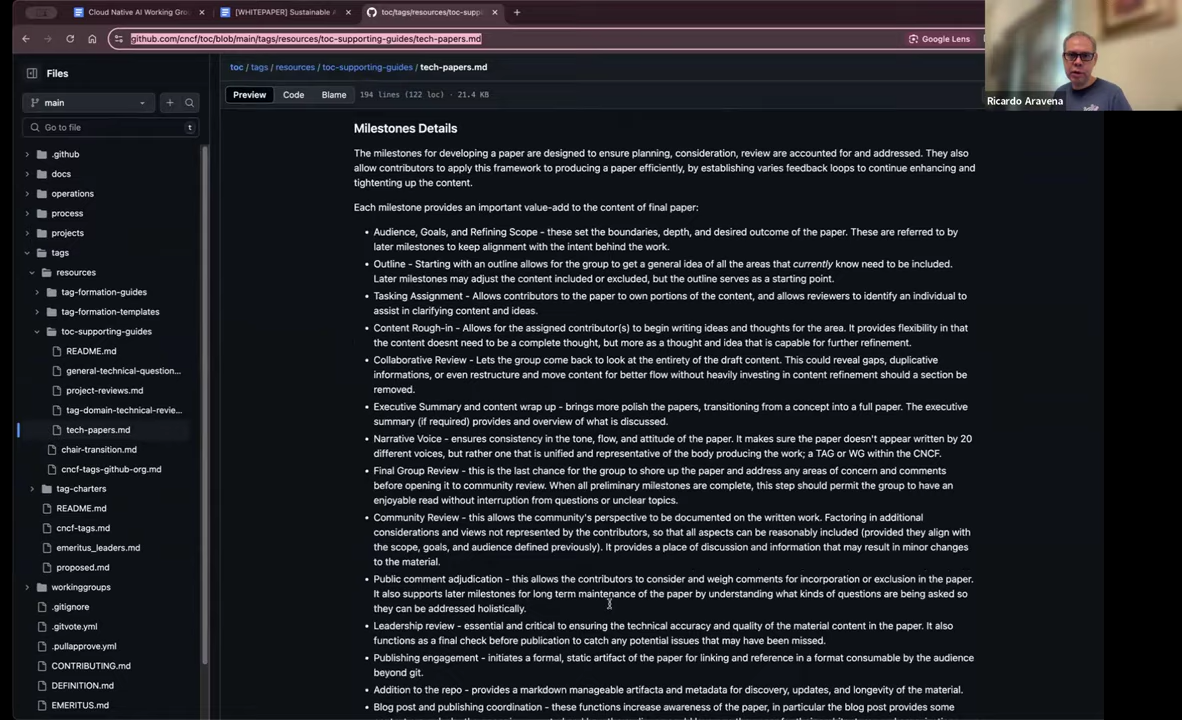 Cloud Native AI Working Gro
[WHITEPAPER] Sustainable A
toc/tags/resources/toc-supp
github.com/cncf/toc/blob/main/tags/resources/toc-supporting-guides/tech-papers.md
Google Lens
Ricardo Aravena
Files
main
Go to file
t
.github
docs
operations
process
projects
tags
resources
tag-formation-guides
tag-formation-templates
toc-supporting-guides
README.md
general-technical-question...
project-reviews.md
tag-domain-technical-revie...
tech-papers.md
chair-transition.md
cncf-tags-github-org.md
tag-charters
README.md
cncf-tags.md
emeritus_leaders.md
proposed.md
workinggroups
.gitignore
.gitvote.yml
.pullapprove.yml
CONTRIBUTING.md
DEFINITION.md
EMERITUS.md
toc / tags / resources / toc-supporting-guides / tech-papers.md
Preview Code Blame 194 lines (122 loc) · 21.4 KB
Milestones Details
The milestones for developing a paper are designed to ensure planning, consideration, review are accounted for and addressed. They also
allow contributors to apply this framework to producing a paper efficiently, by establishing varies feedback loops to continue enhancing and
tightenting up the content.
Each milestone provides an important value-add to the content of final paper:
• Audience, Goals, and Refining Scope - these set the boundaries, depth, and desired outcome of the paper. These are referred to by
later milestones to keep alignment with the intent behind the work.
• Outline - Starting with an outline allows for the group to get a general idea of all the areas that currently know need to be included.
Later milestones may adjust the content included or excluded, but the outline serves as a starting point.
• Tasking Assignment - Allows contributors to the paper to own portions of the content, and allows reviewers to identify an individual to
assist in clarifying content and ideas.
• Content Rough-in - Allows for the assigned contributor(s) to begin writing ideas and thoughts for the area. It provides flexibility in that
the content doesnt need to be a complete thought, but more as a thought and idea that is capable for further refinement.
• Collaborative Review - Lets the group come back to look at the entirety of the draft content. This could reveal gaps, duplicative
informations, or even restructure and move content for better flow without heavily investing in content refinement should a section be
removed.
• Executive Summary and content wrap up - brings more polish the papers, transitioning from a concept into a full paper. The executive
summary (if required) provides and overview of what is discussed.
• Narrative Voice - ensures consistency in the tone, flow, and attitude of the paper. It makes sure the paper doesn't appear written by 20
different voices, but rather one that is unified and representative of the body producing the work; a TAG or WG within the CNCF.
• Final Group Review - this is the last chance for the group to shore up the paper and address any areas of concern and comments
before opening it to community review. When all preliminary milestones are complete, this step should permit the group to have an
enjoyable read without interruption from questions or unclear topics.
• Community Review - this allows the community's perspective to be documented on the written work. Factoring in additional
considerations and views not represented by the contributors, so that all aspects can be reasonably included (provided they align with
the scope, goals, and audience defined previously). It provides a place of discussion and information that may result in minor changes
to the material.
• Public comment adjudication - this allows the contributors to consider and weigh comments for incorporation or exclusion in the paper.
It also supports later milestones for long term maintenance of the paper by understanding what kinds of questions are being asked so
they can be addressed holistically.
• Leadership review - essential and critical to ensuring the technical accuracy and quality of the material content in the paper. It also
functions as a final check before publication to catch any potential issues that may have been missed.
• Publishing engagement - initiates a formal, static artifact of the paper for linking and reference in a format consumable by the audience
beyond git.
• Addition to the repo - provides a markdown manageable artifacta and metadata for discovery, updates, and longevity of the material.
• Blog post and publishing coordination - these functions increase awareness of the paper, in particular the blog post provides some